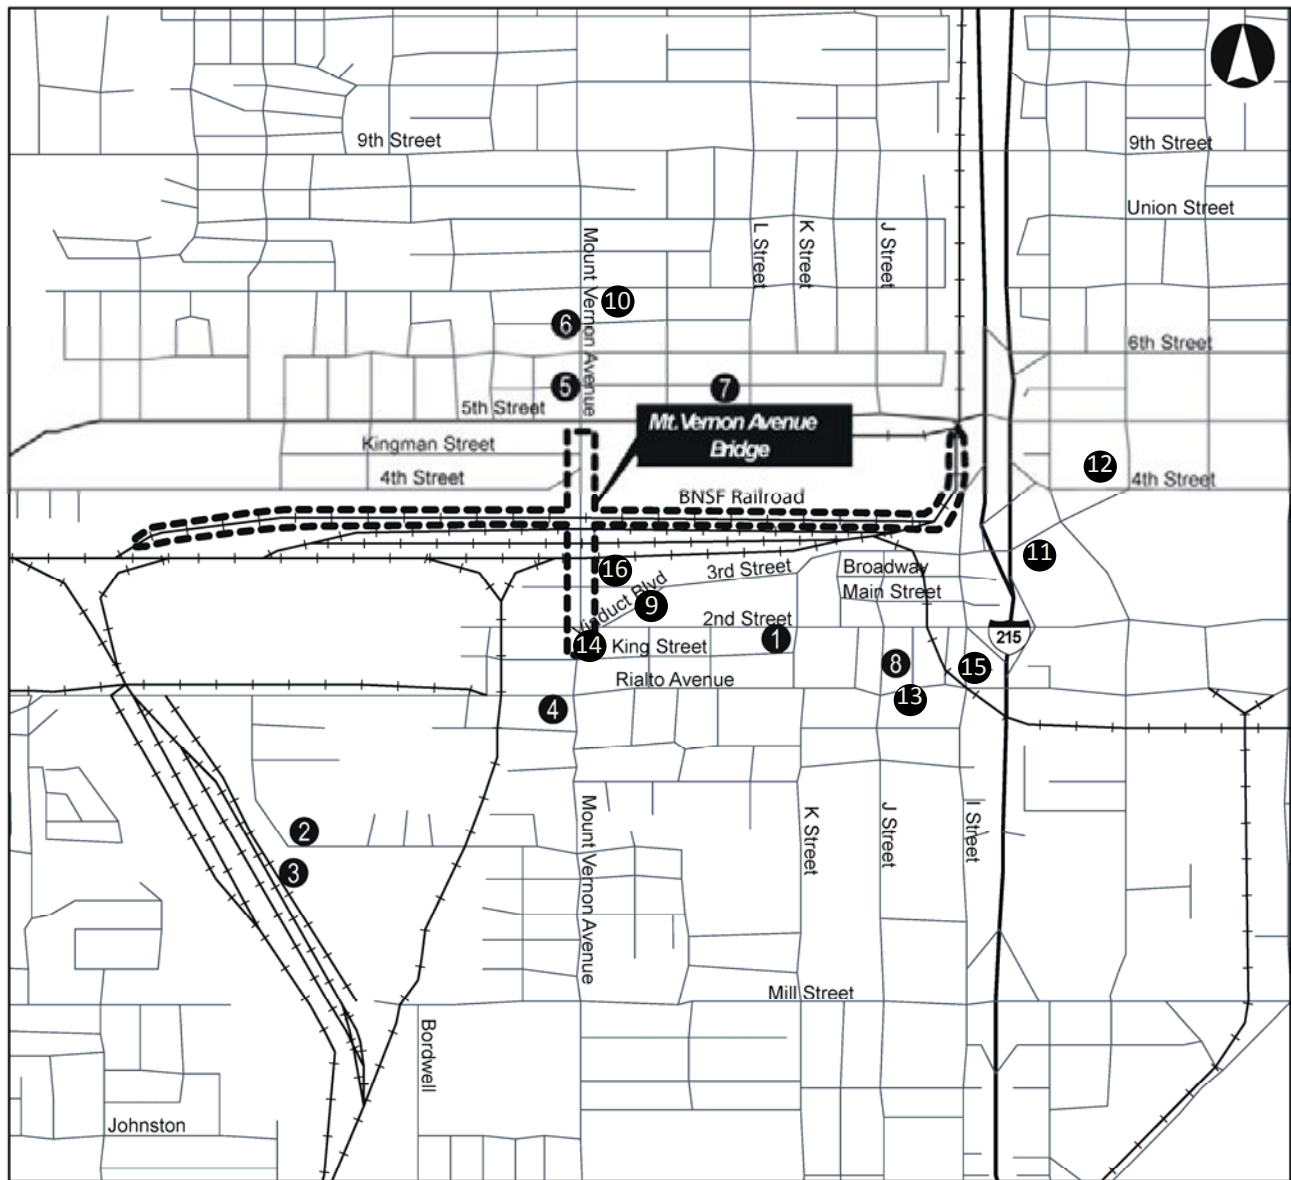 9th Street
9th Street
Union Street
Mount Vernon Avenue
L Street
K Street
J Street
10
6
6th Street
5
7
5th Street
Mt. Vernon Avenue
Bridge
Kingman Street
4th Street
12
4th Street
BNSF Railroad
11
16
3rd Street
Broadway
Viaduct Blvd
Main Street
9
2nd Street
215
14
King Street
1
8
15
Rialto Avenue
13
4
2
3
Mount Vernon Avenue
K Street
J Street
I Street
Mill Street
Bordwell
Johnston